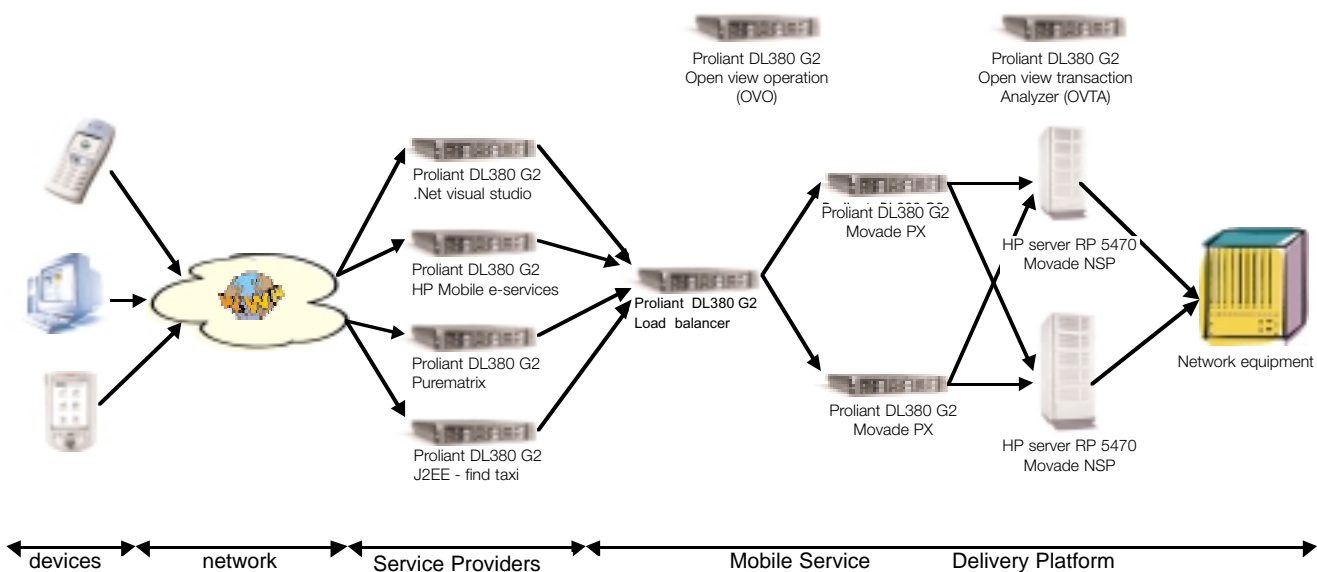 Proliant DL380 G2
Open view operation
(OVO)
Proliant DL380 G2
Open view transaction
Analyzer (OVTA)
Proliant DL380 G2
.Net visual studio
Proliant DL380 G2
HP Mobile e-services
Proliant DL380 G2
Purematrix
Proliant DL380 G2
J2EE - find taxi
Proliant DL380 G2
Load balancer
Proliant DL380 G2
Movade PX
Proliant DL380 G2
Movade PX
HP server RP 5470
Movade NSP
HP server RP 5470
Movade NSP
Network equipment
devices
network
Service Providers
Mobile Service Delivery Platform